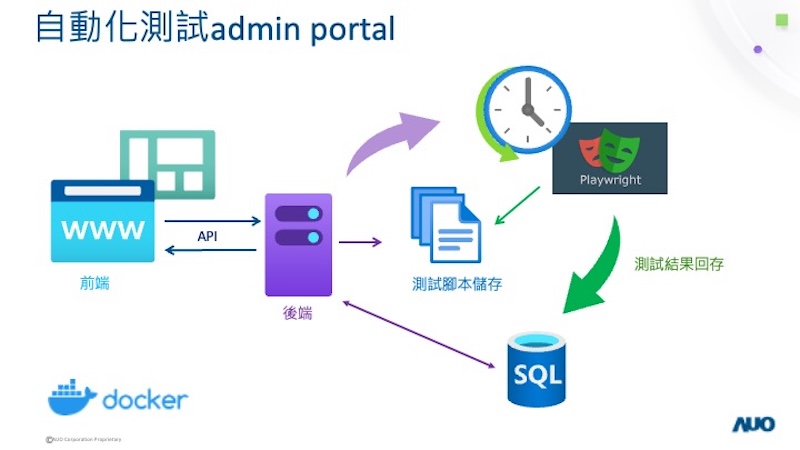 自動化測試admin portal
Playwright
WWW
API
前端
後端
測試腳本儲存
測試結果回存
SQL
docker
©AUO Corporation Proprietary
AUO